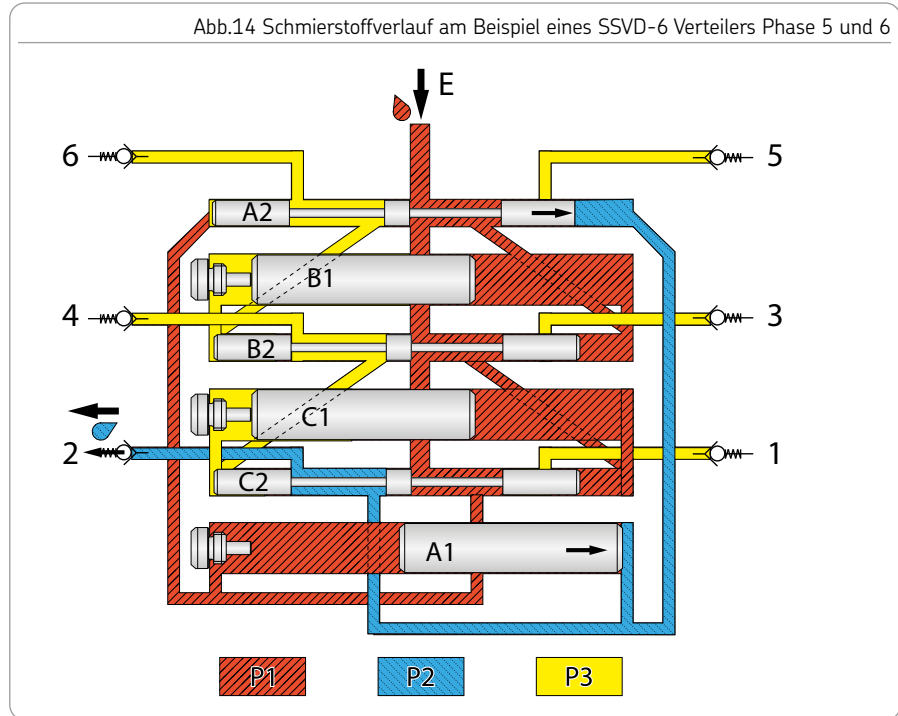 Abb.14 Schmierstoffverlauf am Beispiel eines SSVD-6 Verteilers Phase 5 und 6
E
6
5
A2
B1
4
3
B2
C1
2
1
C2
A1
P1
P2
P3